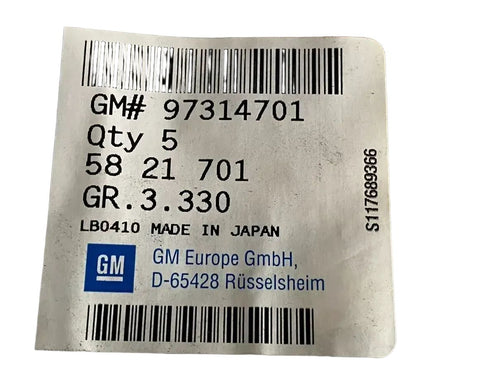 GM# 97314701
Qty 5
58 21 701
GR.3.330
LB0410 MADE IN JAPAN
GM
GM Europe GmbH,
D-65428 Rüsselsheim
S117689366